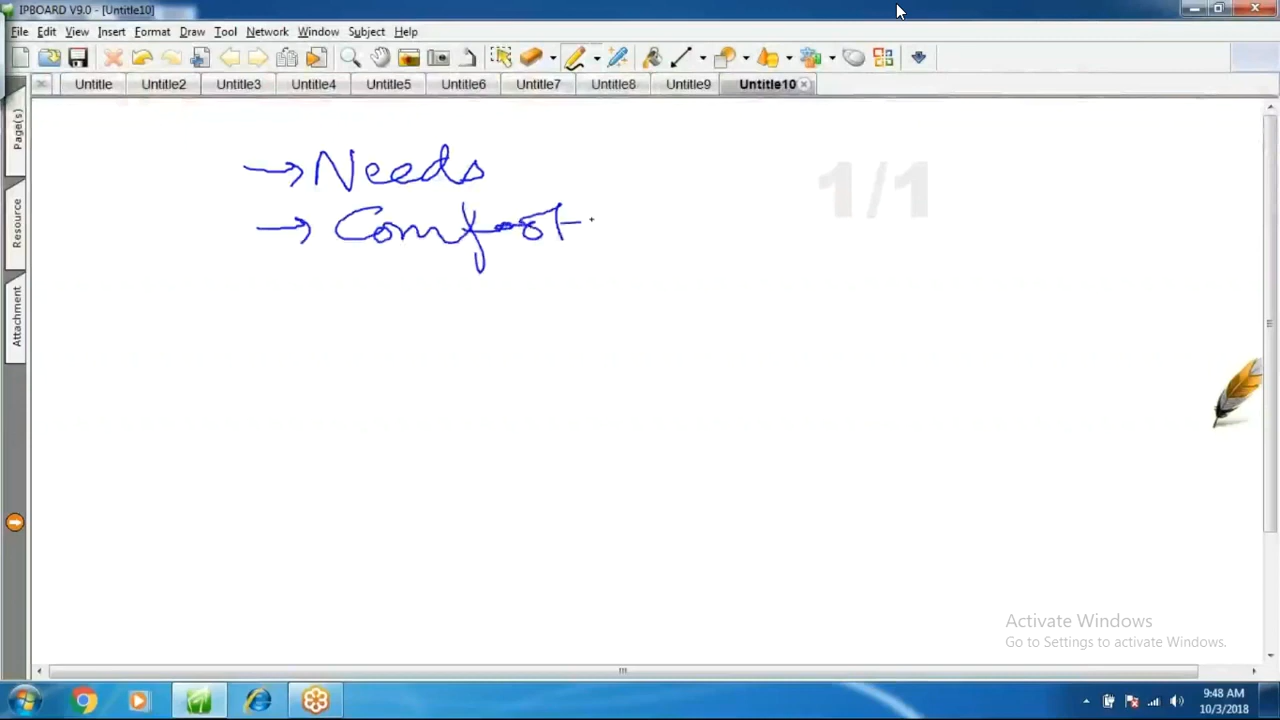 IPBOARD V9.0 - [Untitle10]
File Edit View Insert Format Draw Tool Network Window Subject Help
Untitle Untitle2 Untitle3 Untitle4 Untitle5 Untitle6 Untitle7 Untitle8 Untitle9 Untitle10
Page(s)
Resource
Attachment
1/1
→ Needs
→ Comfort
Activate Windows
Go to Settings to activate Windows.
9:48 AM
10/3/2018